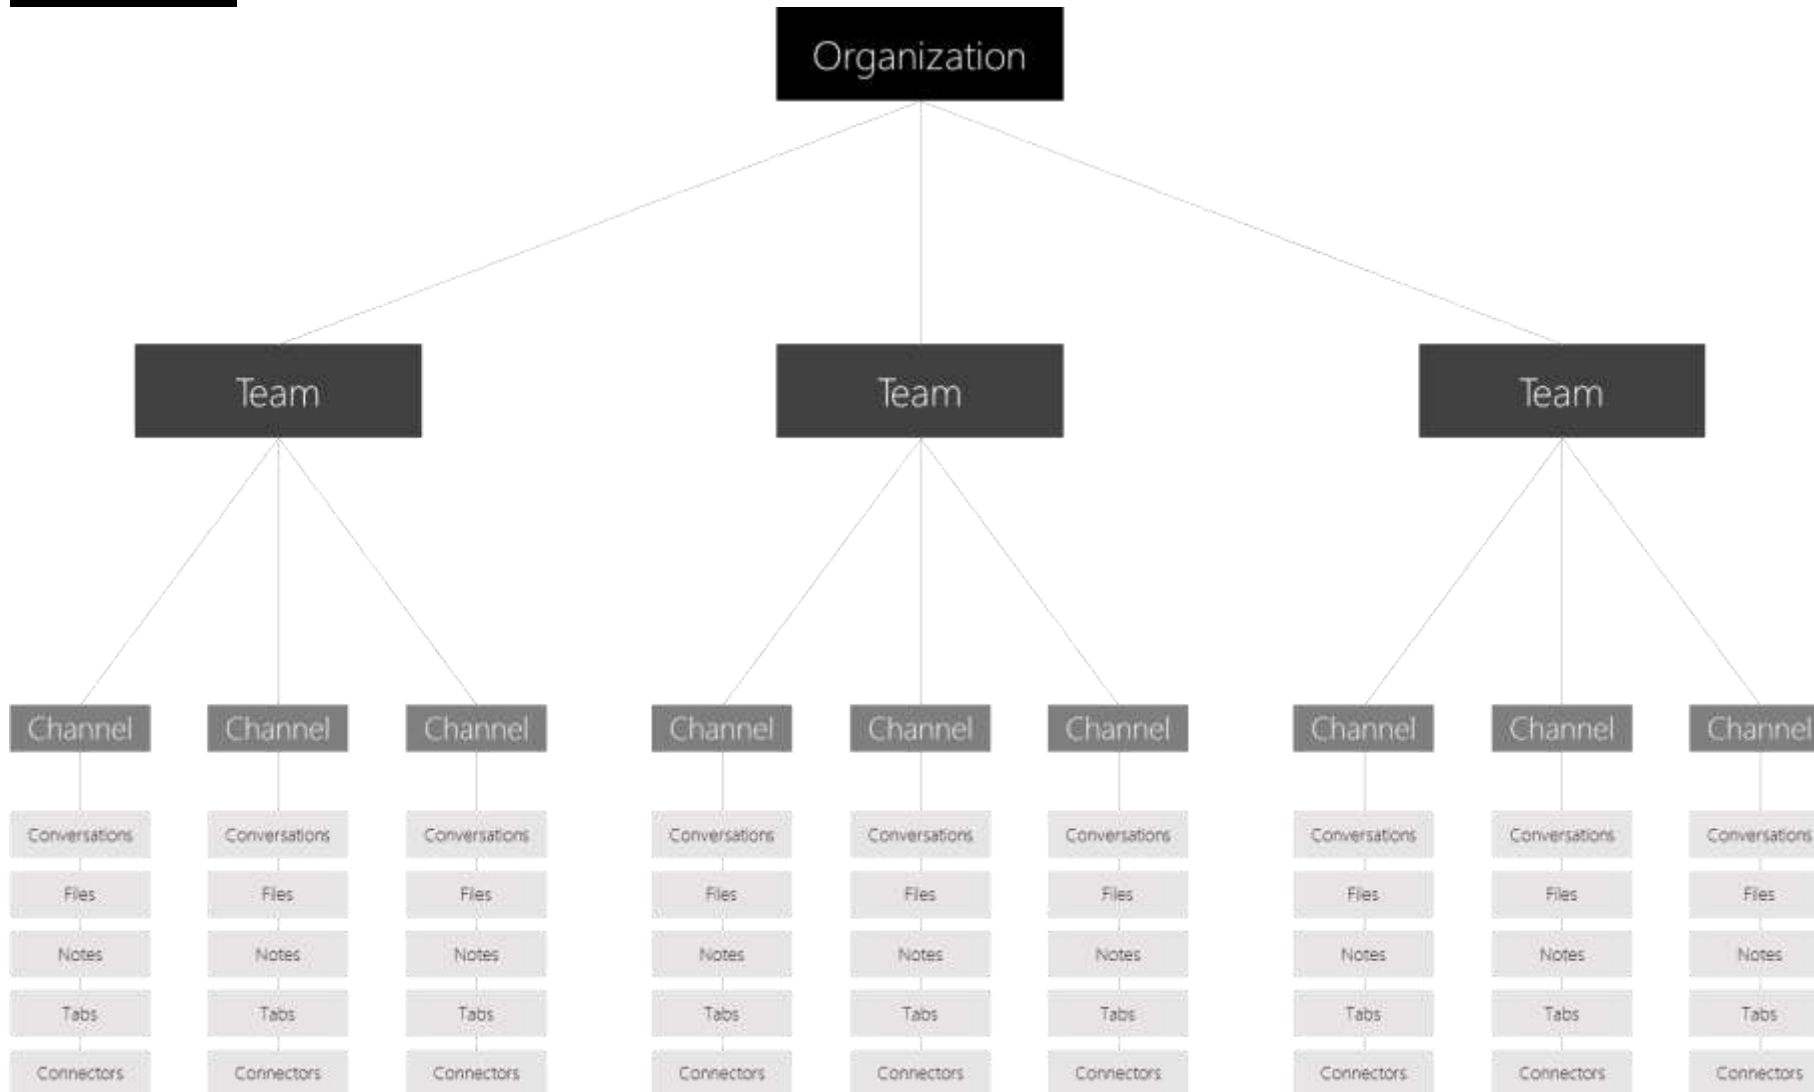 Organization
Team Team Team
Channel Channel Channel Channel Channel Channel Channel Channel Channel
Conversations Conversations Conversations Conversations Conversations Conversations Conversations Conversations Conversations
Files Files Files Files Files Files Files Files Files
Notes Notes Notes Notes Notes Notes Notes Notes Notes
Tabs Tabs Tabs Tabs Tabs Tabs Tabs Tabs Tabs
Connectors Connectors Connectors Connectors Connectors Connectors Connectors Connectors Connectors